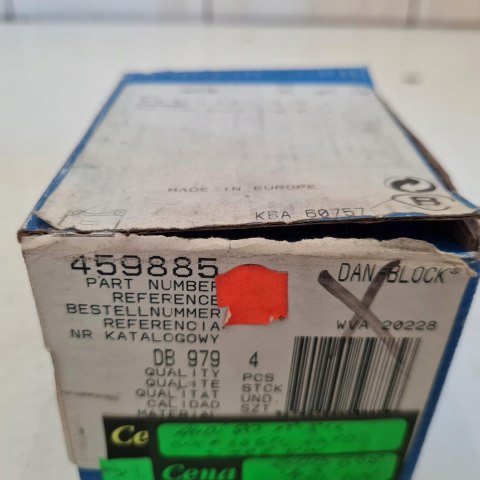 MADE IN EUROPE
KBA 60757
R
459885
DAN-BLOCK®
PART NUMBER
REFERENCE
BESTELLNUMMER
REFERENCIA
NR KATALOGOWY
WVA 20228
DB 979 4
QUALITY PCS
QUALITE STCK
QUALITAT UND
CALIDAD SZT
MATERIAL
Ce
Cena